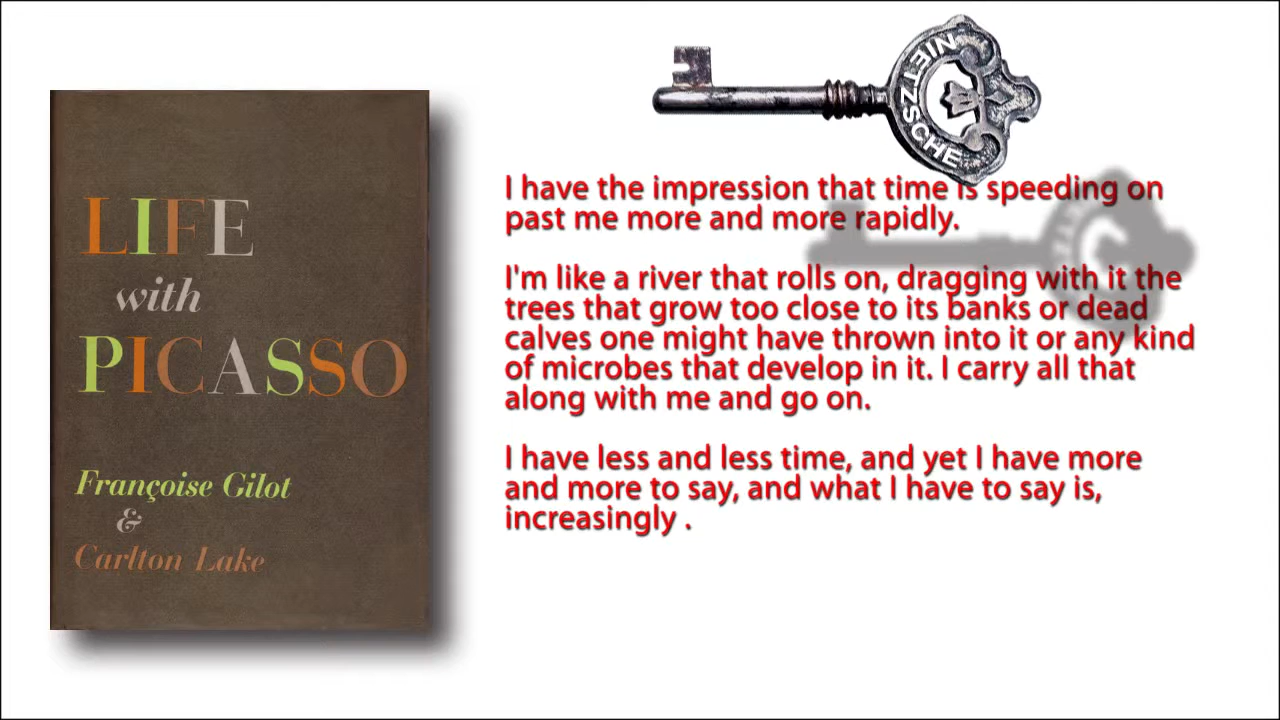 NIETZSCHE
LIFE
with
PICASSO
Françoise Gilot
&
Carlton Lake
I have the impression that time is speeding on
past me more and more rapidly.
I'm like a river that rolls on, dragging with it the
trees that grow too close to its banks or dead
calves one might have thrown into it or any kind
of microbes that develop in it. I carry all that
along with me and go on.
I have less and less time, and yet I have more
and more to say, and what I have to say is,
increasingly .